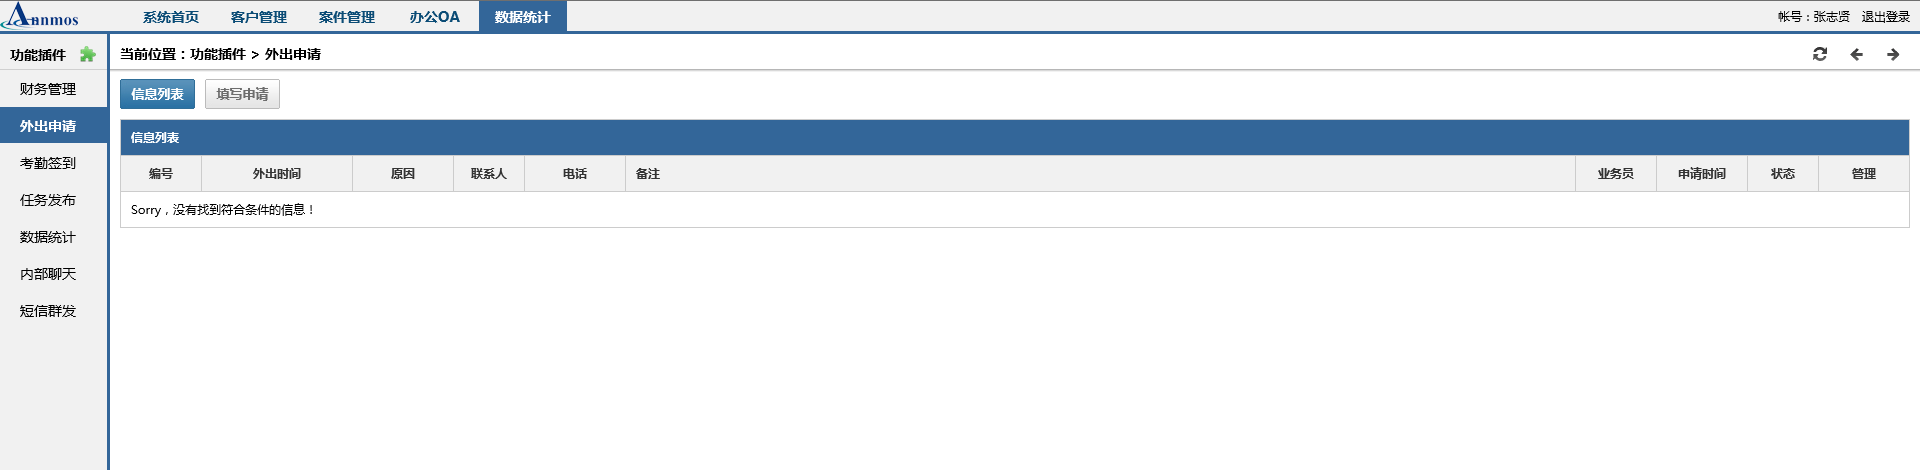 Annmos 系统首页 客户管理 案件管理 办公OA 数据统计 帐号：张志贤 退出登录
功能插件
财务管理
外出申请
考勤签到
任务发布
数据统计
内部聊天
短信群发
当前位置：功能插件 > 外出申请
信息列表 填写申请
信息列表
编号 外出时间 原因 联系人 电话 备注 业务员 申请时间 状态 管理
Sorry，没有找到符合条件的信息！